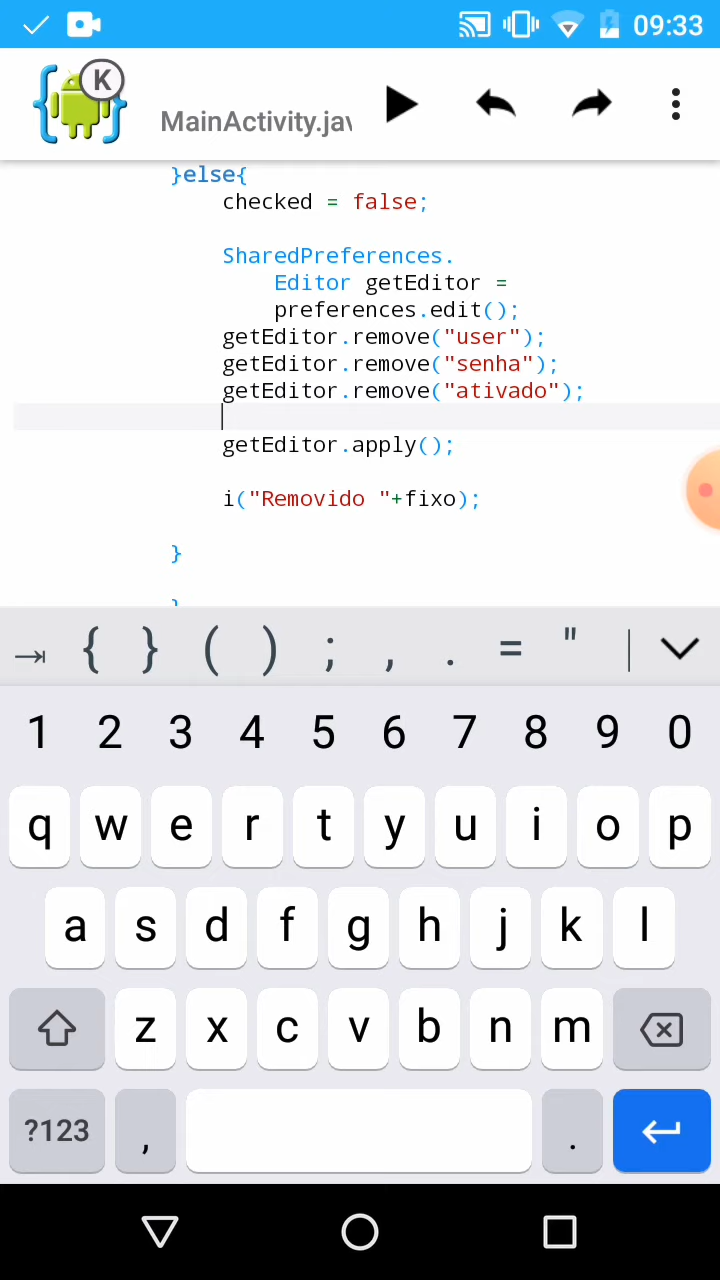 09:33
K
MainActivity.jav
}else{
checked = false;
SharedPreferences.
Editor getEditor =
preferences.edit();
getEditor.remove("user");
getEditor.remove("senha");
getEditor.remove("ativado");
getEditor.apply();
i("Removido "+fixo);
}
}
{ } ( ) ; , . = " |
1 2 3 4 5 6 7 8 9 0
q w e r t y u i o p
a s d f g h j k l
z x c v b n m
?123 , .